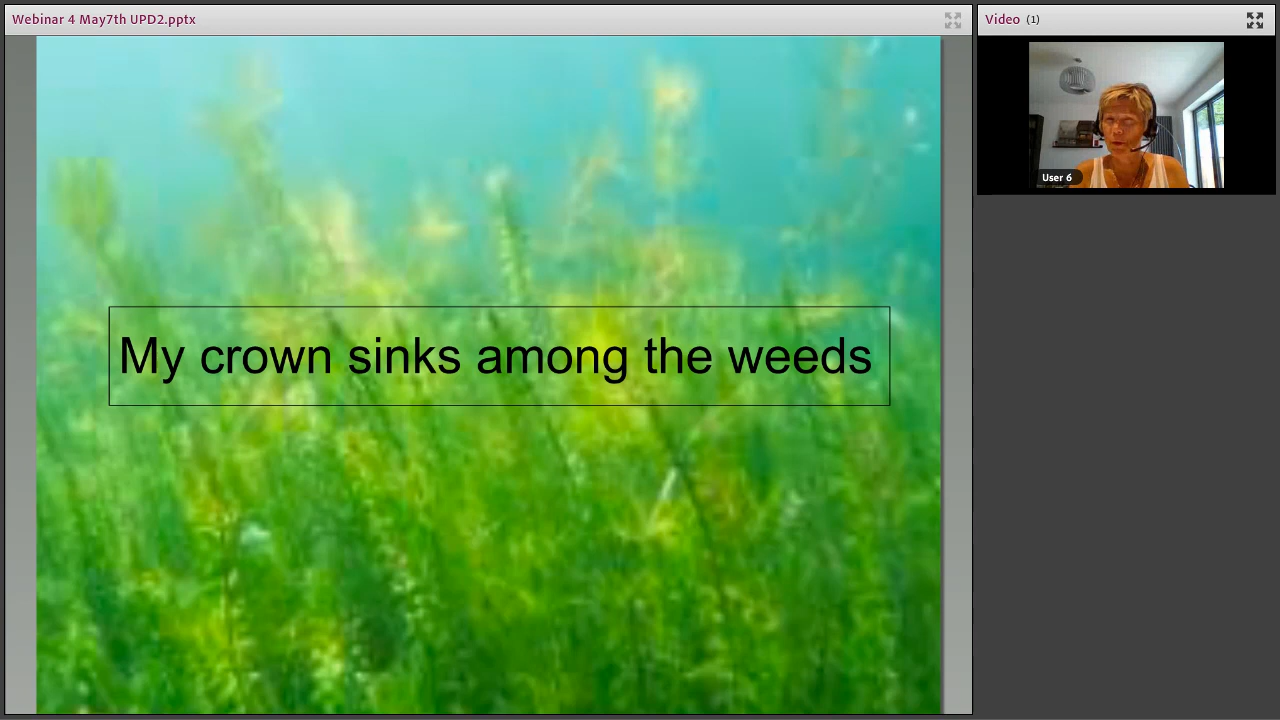 Webinar 4 May7th UPD2.pptx
Video (1)
User 6
My crown sinks among the weeds